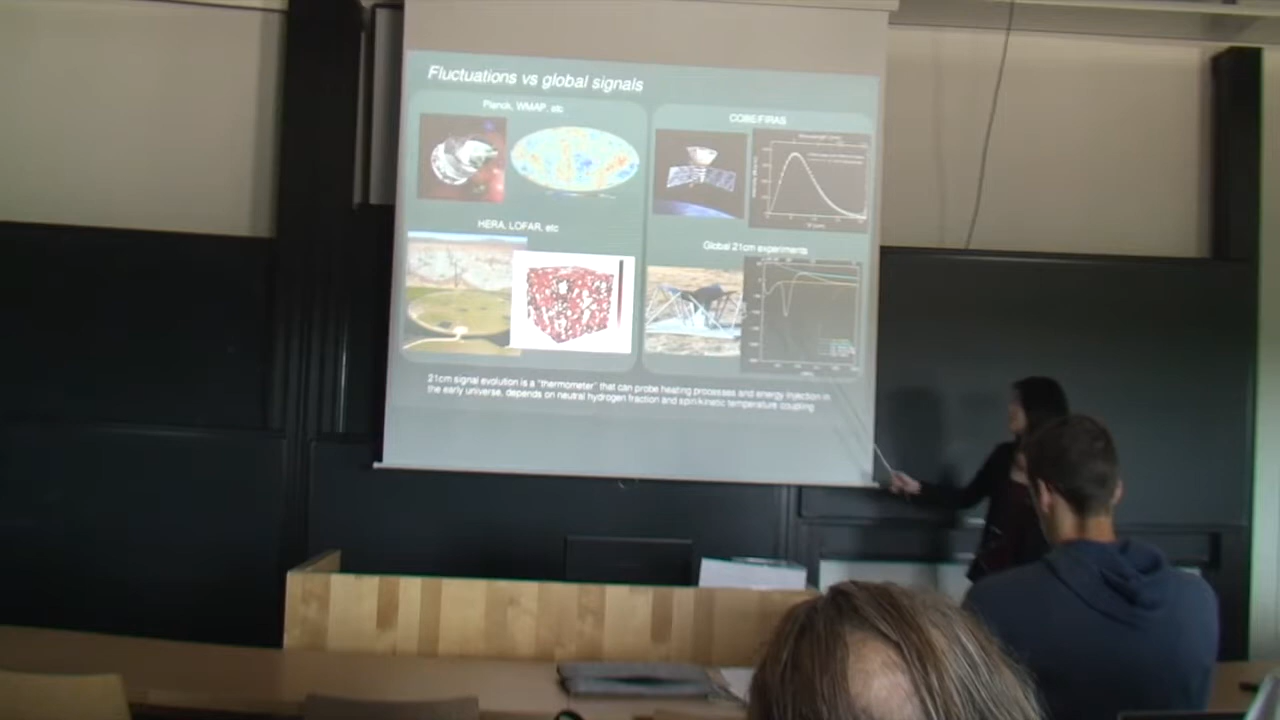 Fluctuations vs global signals
Planck, WMAP, etc
COBE/FIRAS
HERA, LOFAR, etc
Global 21cm experiments
21cm signal evolution is a "thermometer" that can probe heating processes and energy injection in
the early universe, depends on neutral hydrogen fraction and spin/kinetic temperature coupling